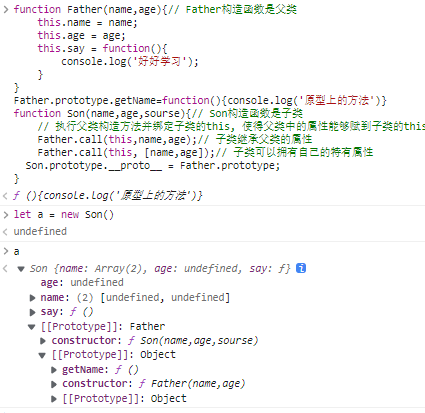 function Father(name,age){// Father构造函数是父类
this.name = name;
this.age = age;
this.say = function(){
console.log('好好学习');
}
}
Father.prototype.getName=function(){console.log('原型上的方法')}
function Son(name,age,sourse){// Son构造函数是子类
// 执行父类构造方法并绑定子类的this, 使得父类中的属性能够赋到子类的this
Father.call(this,name,age);// 子类继承父类的属性
Father.call(this, [name,age]);// 子类可以拥有自己的特有属性
Son.prototype.__proto__ = Father.prototype;
}
ƒ (){console.log('原型上的方法')}
let a = new Son()
undefined
a
Son {name: Array(2), age: undefined, say: ƒ}
age: undefined
name: (2) [undefined, undefined]
say: ƒ ()
[[Prototype]]: Father
constructor: ƒ Son(name,age,sourse)
[[Prototype]]: Object
getName: ƒ ()
constructor: ƒ Father(name,age)
[[Prototype]]: Object